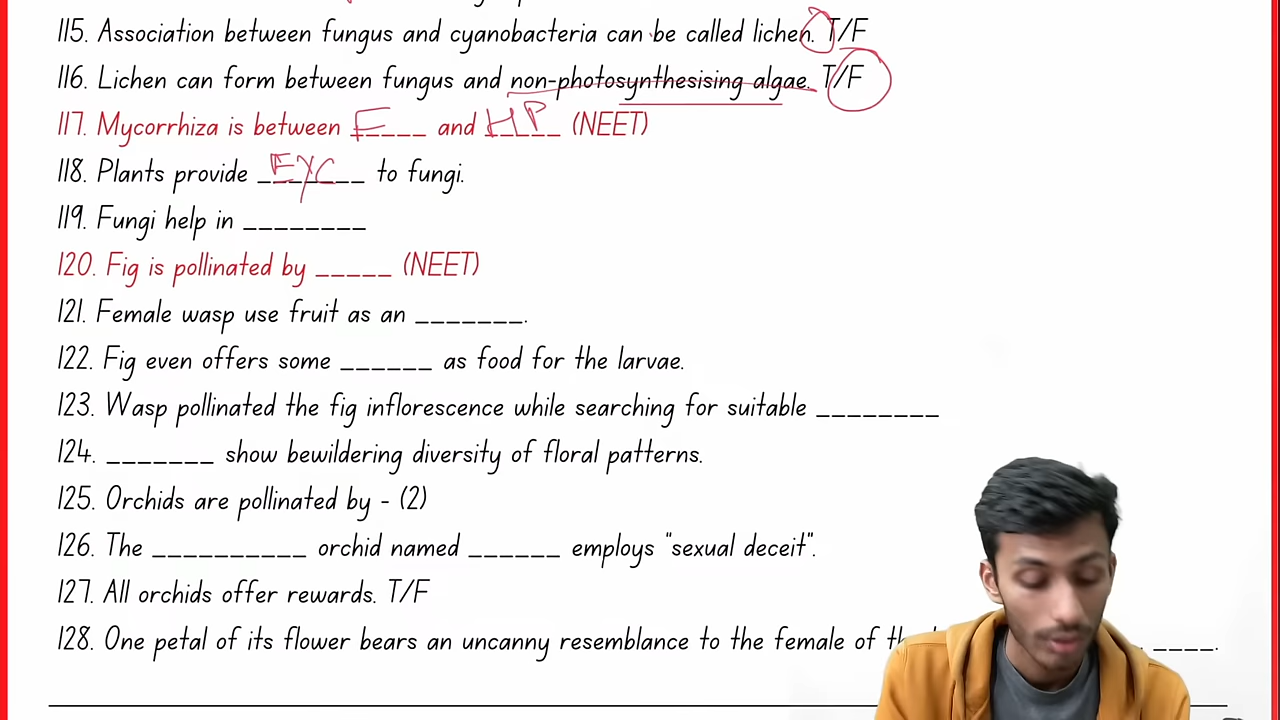 115. Association between fungus and cyanobacteria can be called lichen. T/F
116. Lichen can form between fungus and non-photosynthesising algae. T/F
117. Mycorrhiza is between F____ and HP____ (NEET)
118. Plants provide _______ to fungi.
119. Fungi help in ________
120. Fig is pollinated by _____ (NEET)
121. Female wasp use fruit as an _______.
122. Fig even offers some ______ as food for the larvae.
123. Wasp pollinated the fig inflorescence while searching for suitable ________
124. _______ show bewildering diversity of floral patterns.
125. Orchids are pollinated by - (2)
126. The __________ orchid named ______ employs "sexual deceit".
127. All orchids offer rewards. T/F
128. One petal of its flower bears an uncanny resemblance to the female of ____.